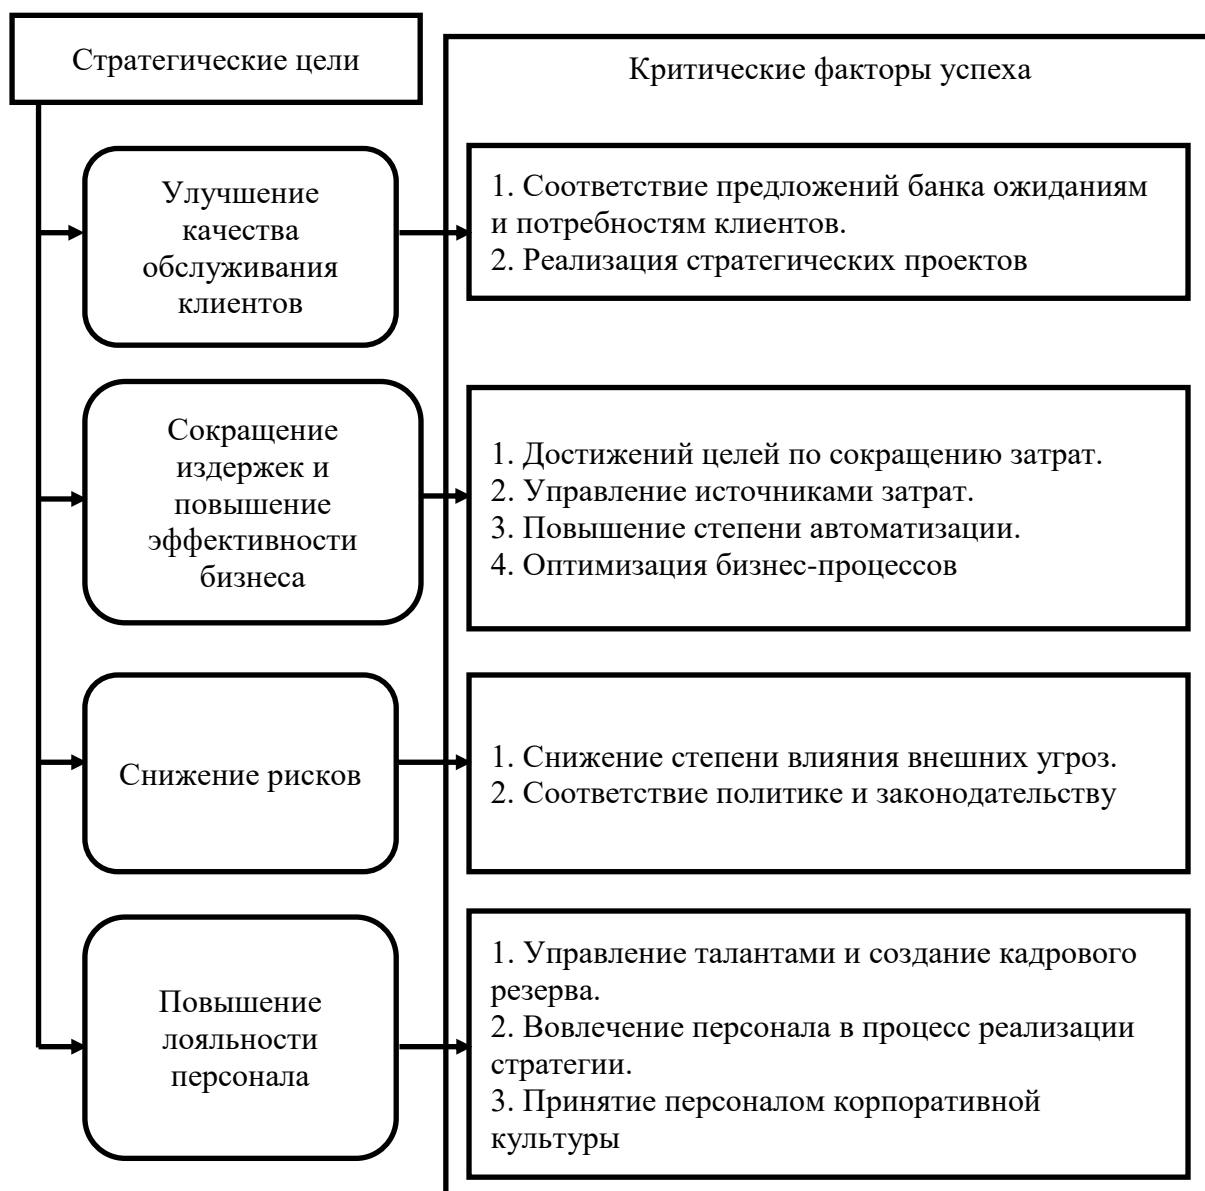 Стратегические цели
Критические факторы успеха
Улучшение
качества
обслуживания
клиентов
1. Соответствие предложений банка ожиданиям
и потребностям клиентов.
2. Реализация стратегических проектов
Сокращение
издержек и
повышение
эффективности
бизнеса
1. Достижений целей по сокращению затрат.
2. Управление источниками затрат.
3. Повышение степени автоматизации.
4. Оптимизация бизнес-процессов
Снижение рисков
1. Снижение степени влияния внешних угроз.
2. Соответствие политике и законодательству
Повышение
лояльности
персонала
1. Управление талантами и создание кадрового
резерва.
2. Вовлечение персонала в процесс реализации
стратегии.
3. Принятие персоналом корпоративной
культуры